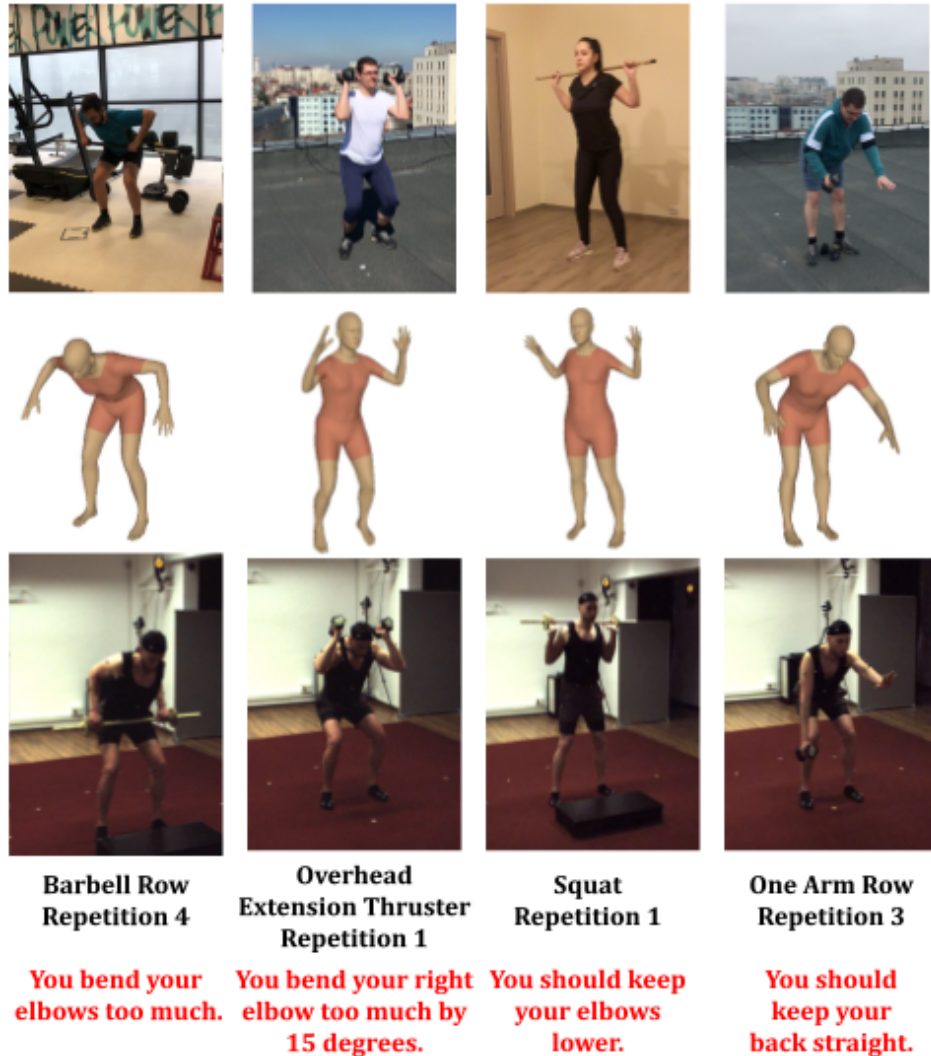 Barbell Row
Repetition 4
You bend your
elbows too much.
Overhead
Extension Thruster
Repetition 1
You bend your right
elbow too much by
15 degrees.
Squat
Repetition 1
You should keep
your elbows
lower.
One Arm Row
Repetition 3
You should
keep your
back straight.